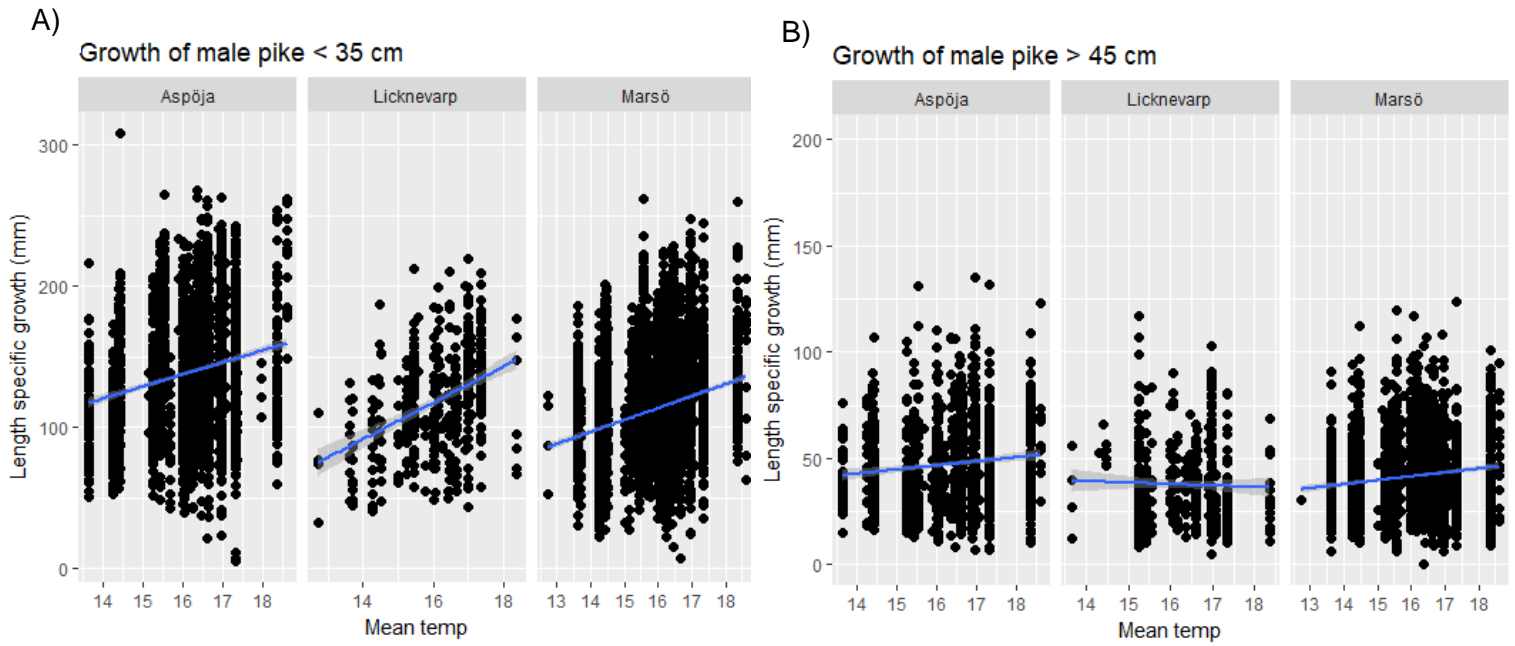 A)
Growth of male pike < 35 cm
Aspöja Licknevarp Marsö
Length specific growth (mm)
300
200
100
0
14 15 16 17 18 14 16 18 13 14 15 16 17 18
Mean temp
B)
Growth of male pike > 45 cm
Aspöja Licknevarp Marsö
Length specific growth (mm)
200
150
100
50
0
14 15 16 17 18 14 15 16 17 18 13 14 15 16 17 18
Mean temp